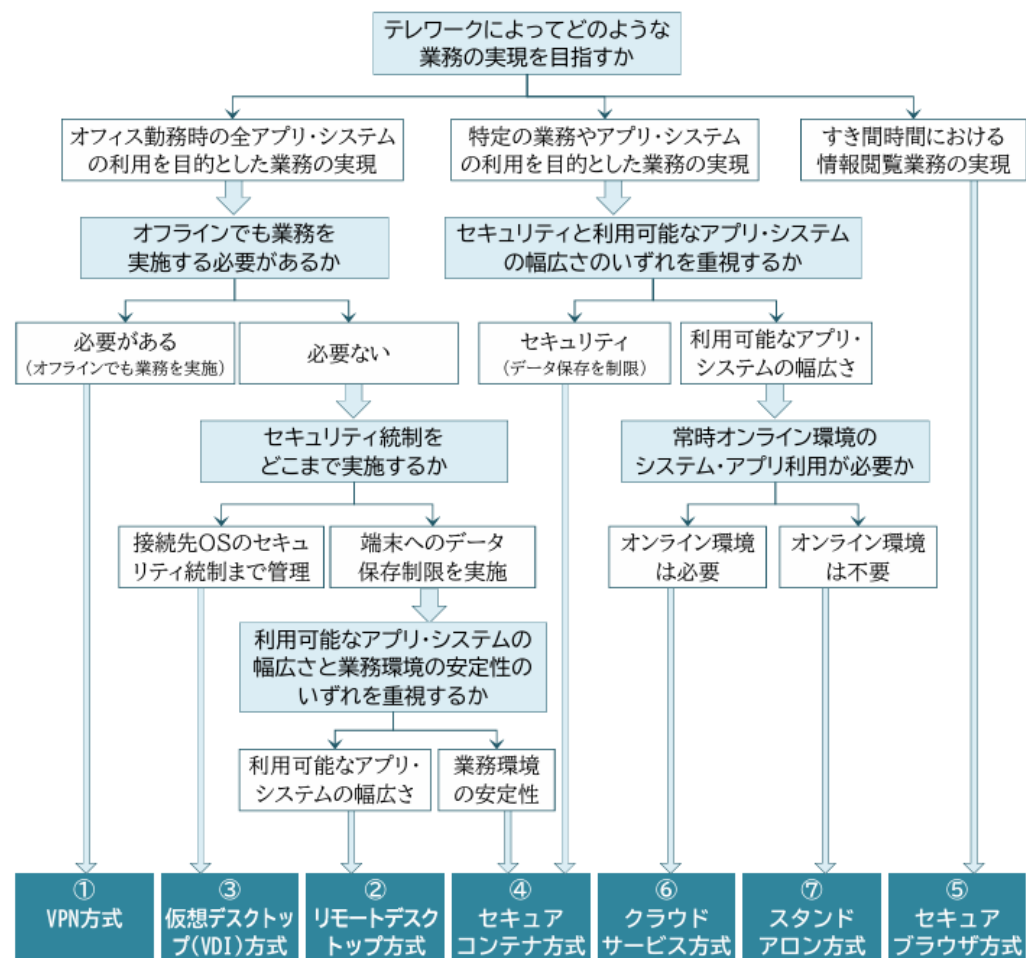 テレワークによってどのような
業務の実現を目指すか
オフィス勤務時の全アプリ・システム
の利用を目的とした業務の実現
特定の業務やアプリ・システム
の利用を目的とした業務の実現
すき間時間における
情報閲覧業務の実現
オフラインでも業務を
実施する必要があるか
セキュリティと利用可能なアプリ・システム
の幅広さのいずれを重視するか
必要がある
（オフラインでも業務を実施）
必要ない
セキュリティ
（データ保存を制限）
利用可能なアプリ・
システムの幅広さ
セキュリティ統制を
どこまで実施するか
常時オンライン環境の
システム・アプリ利用が必要か
接続先OSのセキュ
リティ統制まで管理
端末へのデータ
保存制限を実施
オンライン環境
は必要
オンライン環境
は不要
利用可能なアプリ・システムの
幅広さと業務環境の安定性の
いずれを重視するか
利用可能なアプリ・
システムの幅広さ
業務環境
の安定性
①
VPN方式
③
仮想デスクトッ
プ(VDI)方式
②
リモートデスク
トップ方式
④
セキュア
コンテナ方式
⑥
クラウド
サービス方式
⑦
スタンド
アロン方式
⑤
セキュア
ブラウザ方式